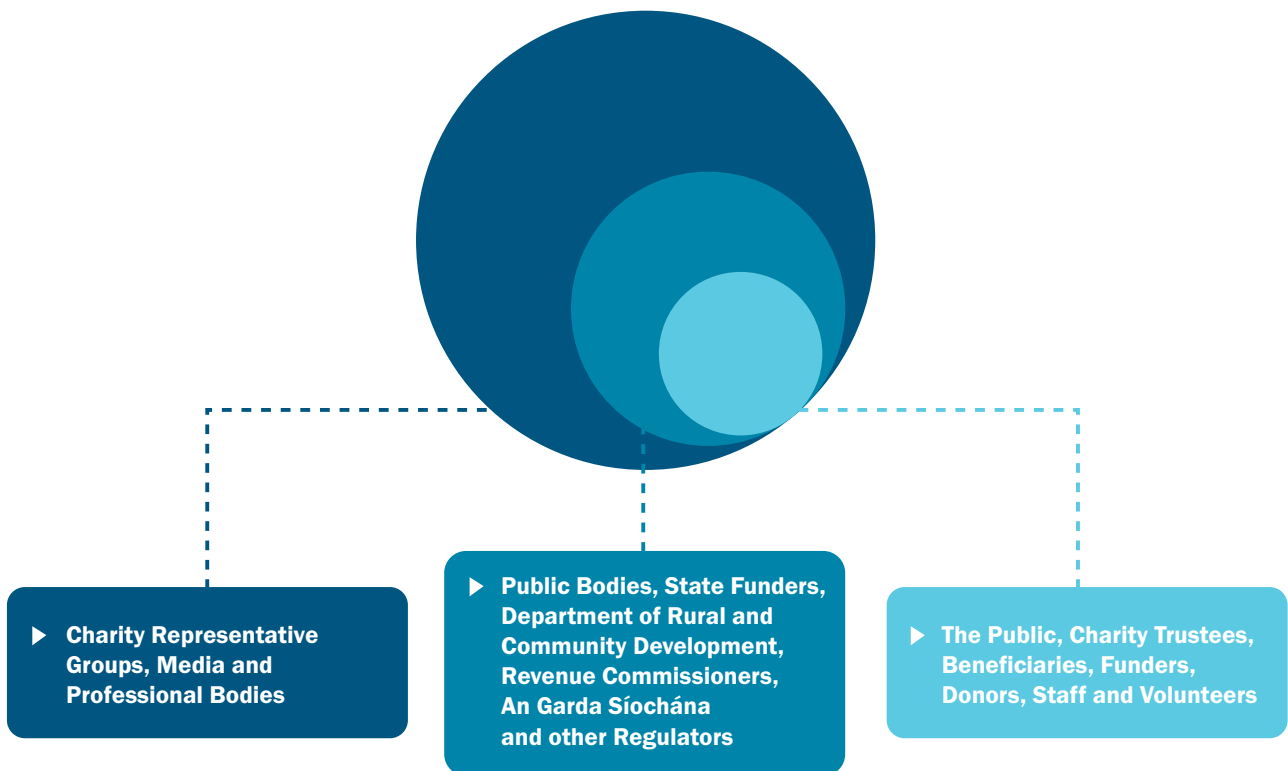 Charity Representative
Groups, Media and
Professional Bodies
Public Bodies, State Funders,
Department of Rural and
Community Development,
Revenue Commissioners,
An Garda Síochána
and other Regulators
The Public, Charity Trustees,
Beneficiaries, Funders,
Donors, Staff and Volunteers